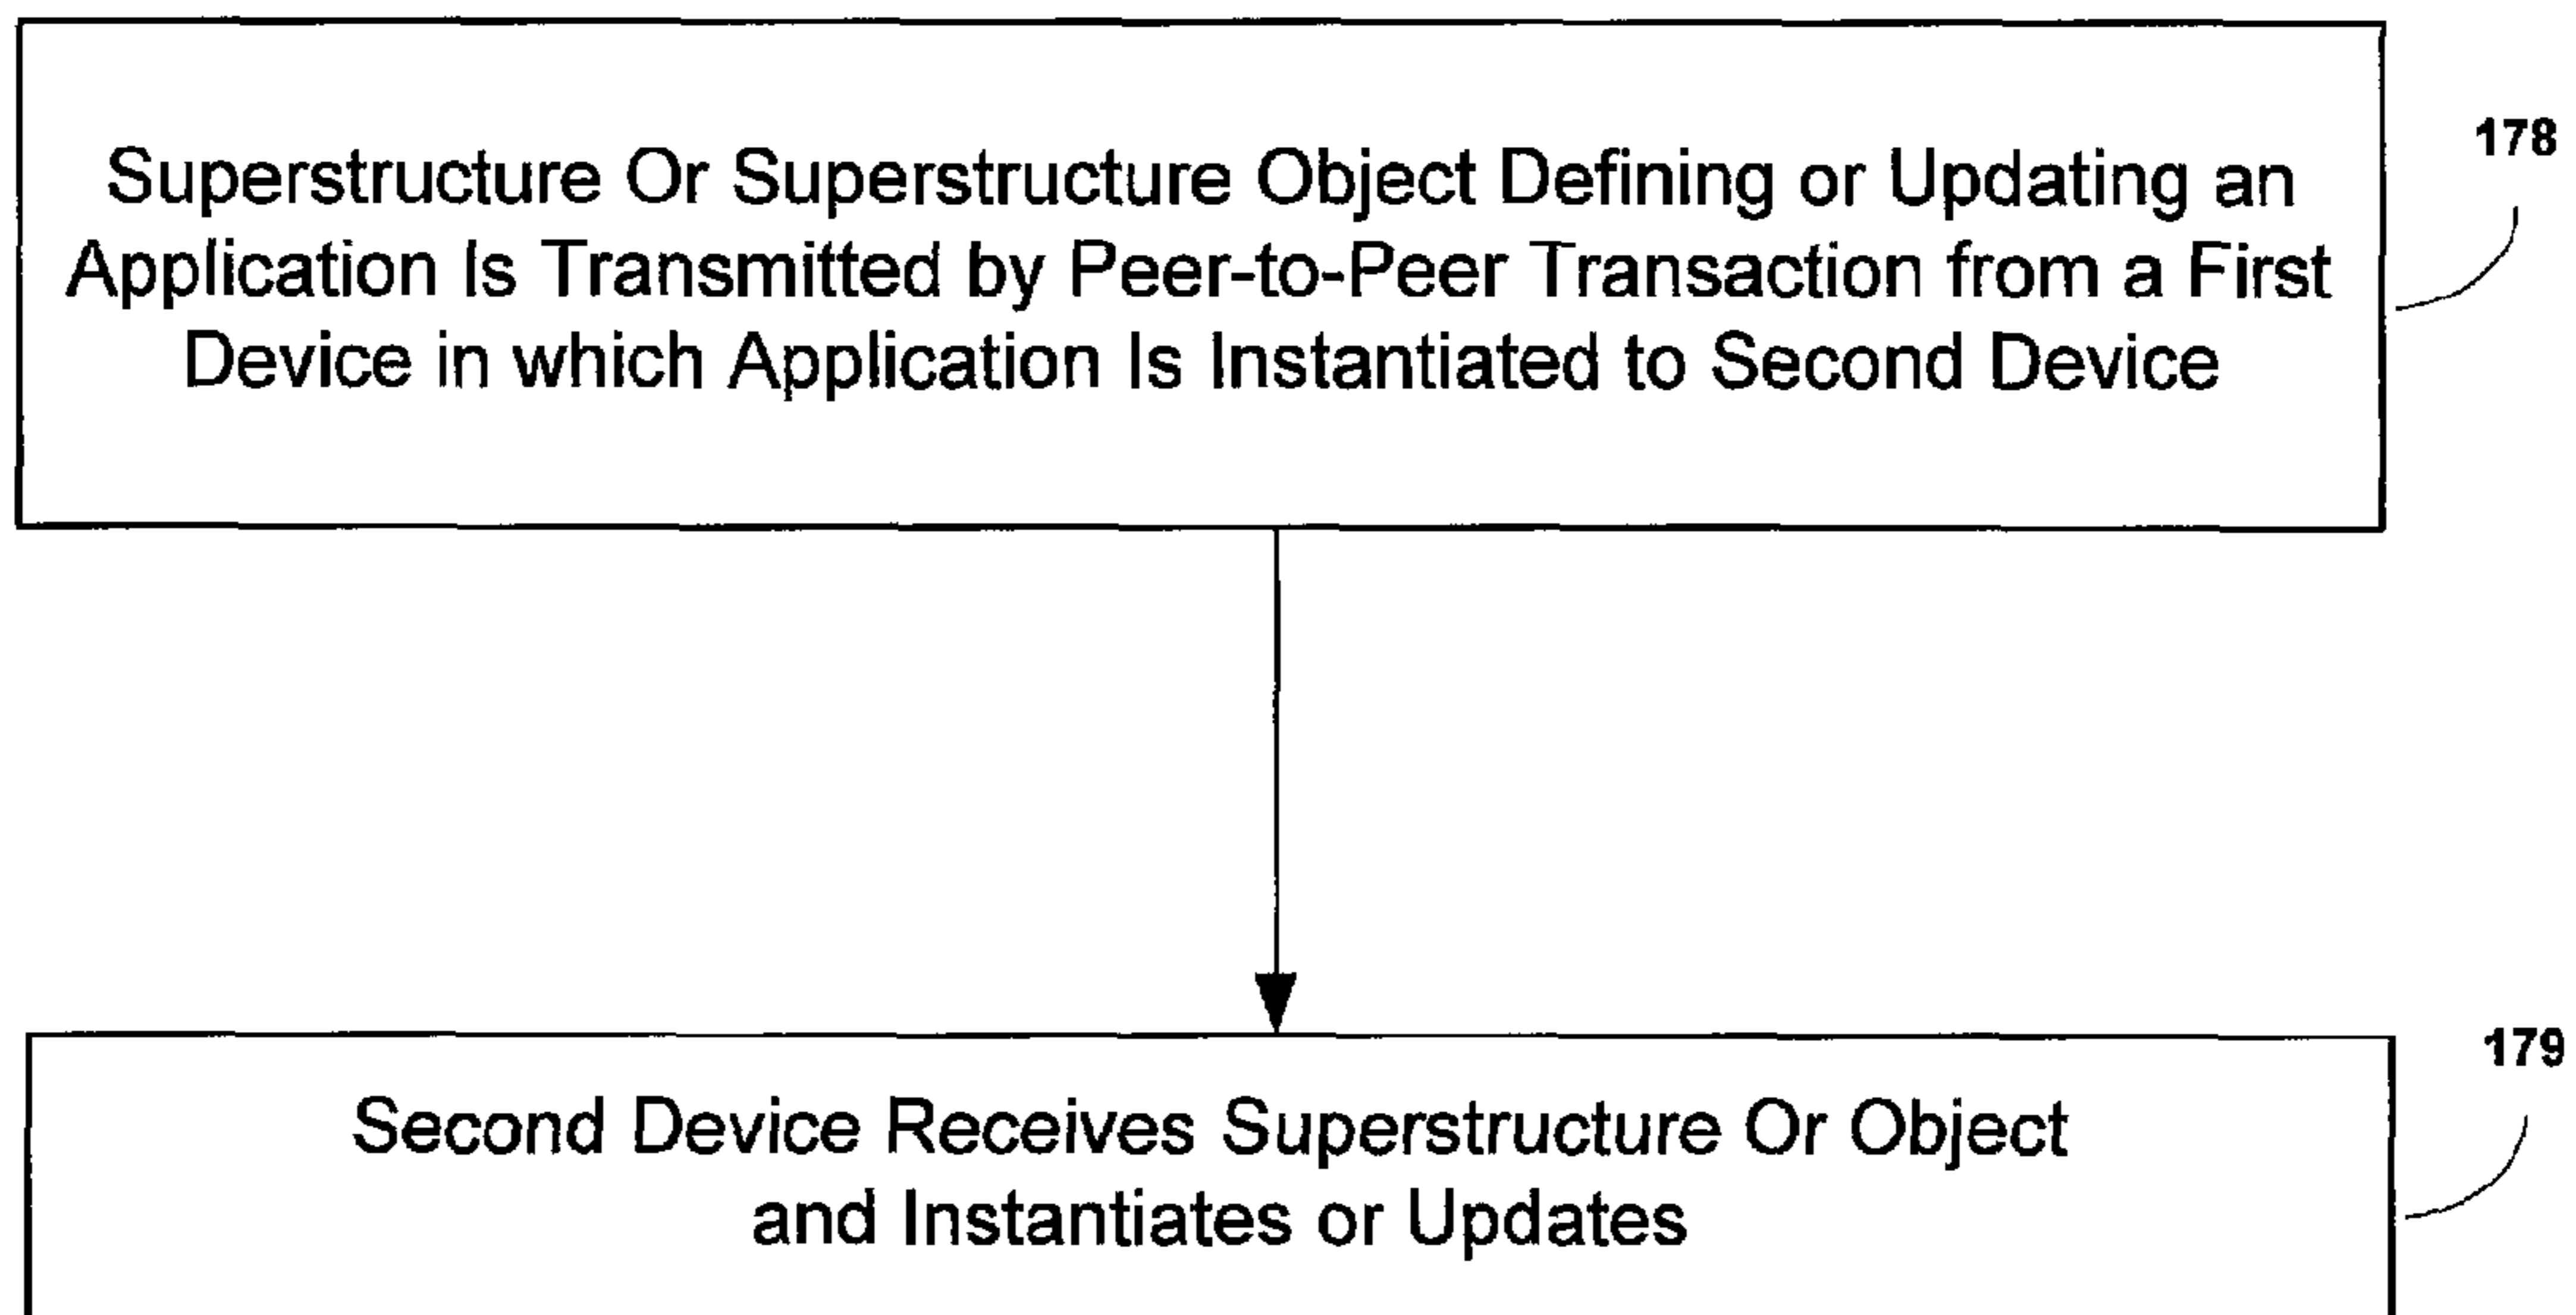 178
Superstructure Or Superstructure Object Defining or Updating an
Application Is Transmitted by Peer-to-Peer Transaction from a First
Device in which Application Is Instantiated to Second Device
179
Second Device Receives Superstructure Or Object
and Instantiates or Updates